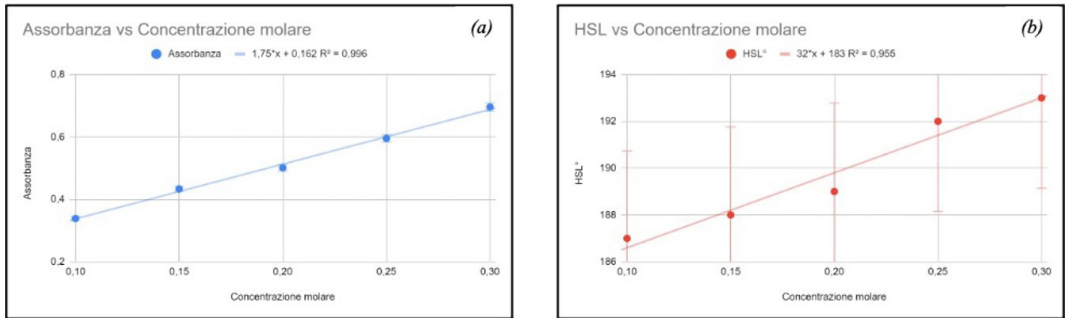 Assorbanza vs Concentrazione molare (a)
Assorbanza 1,75*x + 0,162 R² = 0,996
0,8
0,6
0,4
0,2
Assorbanza
0,10 0,15 0,20 0,25 0,30
Concentrazione molare
HSL vs Concentrazione molare (b)
HSL° 32*x + 183 R² = 0,955
194
192
190
188
186
HSL°
0,10 0,15 0,20 0,25 0,30
Concentrazione molare